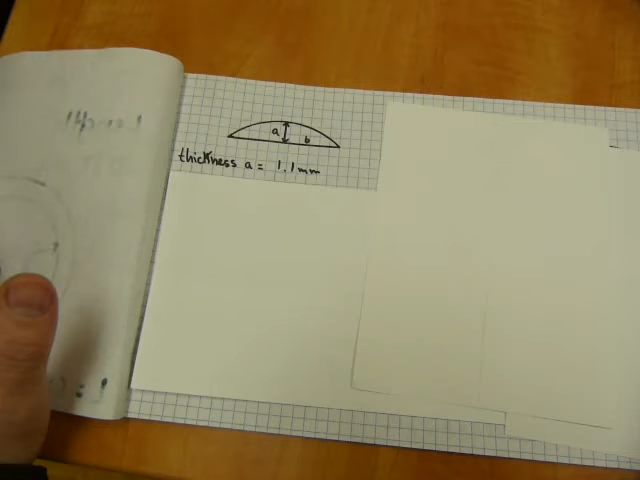 a
b
thickness a = 1.1mm